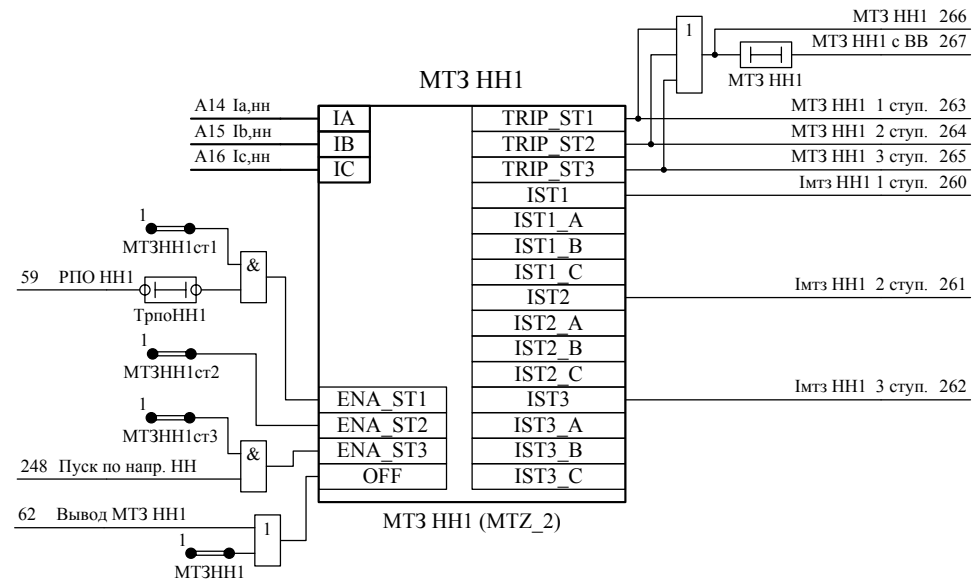 МТЗ НН1 266
1
МТЗ НН1 с ВВ 267
МТЗ НН1
МТЗ НН1
A14 Ia,нн
IA
TRIP_ST1
МТЗ НН1 1 ступ. 263
A15 Ib,нн
IB
TRIP_ST2
МТЗ НН1 2 ступ. 264
A16 Ic,нн
IC
TRIP_ST3
МТЗ НН1 3 ступ. 265
IST1
Iмтз НН1 1 ступ. 260
IST1_A
IST1_B
IST1_C
IST2
Iмтз НН1 2 ступ. 261
IST2_A
IST2_B
IST2_C
IST3
Iмтз НН1 3 ступ. 262
IST3_A
IST3_B
IST3_C
1
МТЗНН1ст1
&
59 РПО НН1
ТрпоНН1
1
МТЗНН1ст2
ENA_ST1
ENA_ST2
1
МТЗНН1ст3
ENA_ST3
&
248 Пуск по напр. НН
OFF
62 Вывод МТЗ НН1
1
1
МТЗНН1
МТЗ НН1 (MTZ_2)